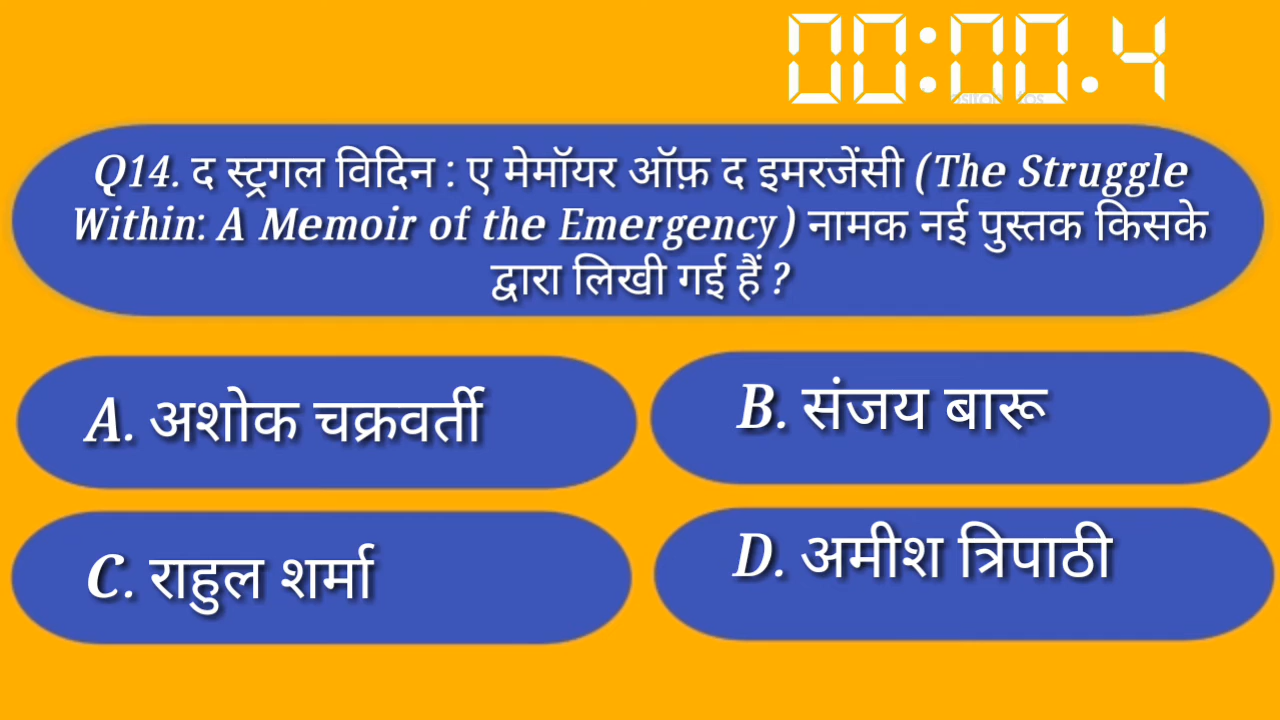 00:00.4
Q14. द स्ट्रगल विदिन : ए मेमॉयर ऑफ़ द इमरजेंसी (The Struggle
Within: A Memoir of the Emergency) नामक नई पुस्तक किसके
द्वारा लिखी गई हैं ?
A. अशोक चक्रवर्ती
B. संजय बारू
C. राहुल शर्मा
D. अमीश त्रिपाठी